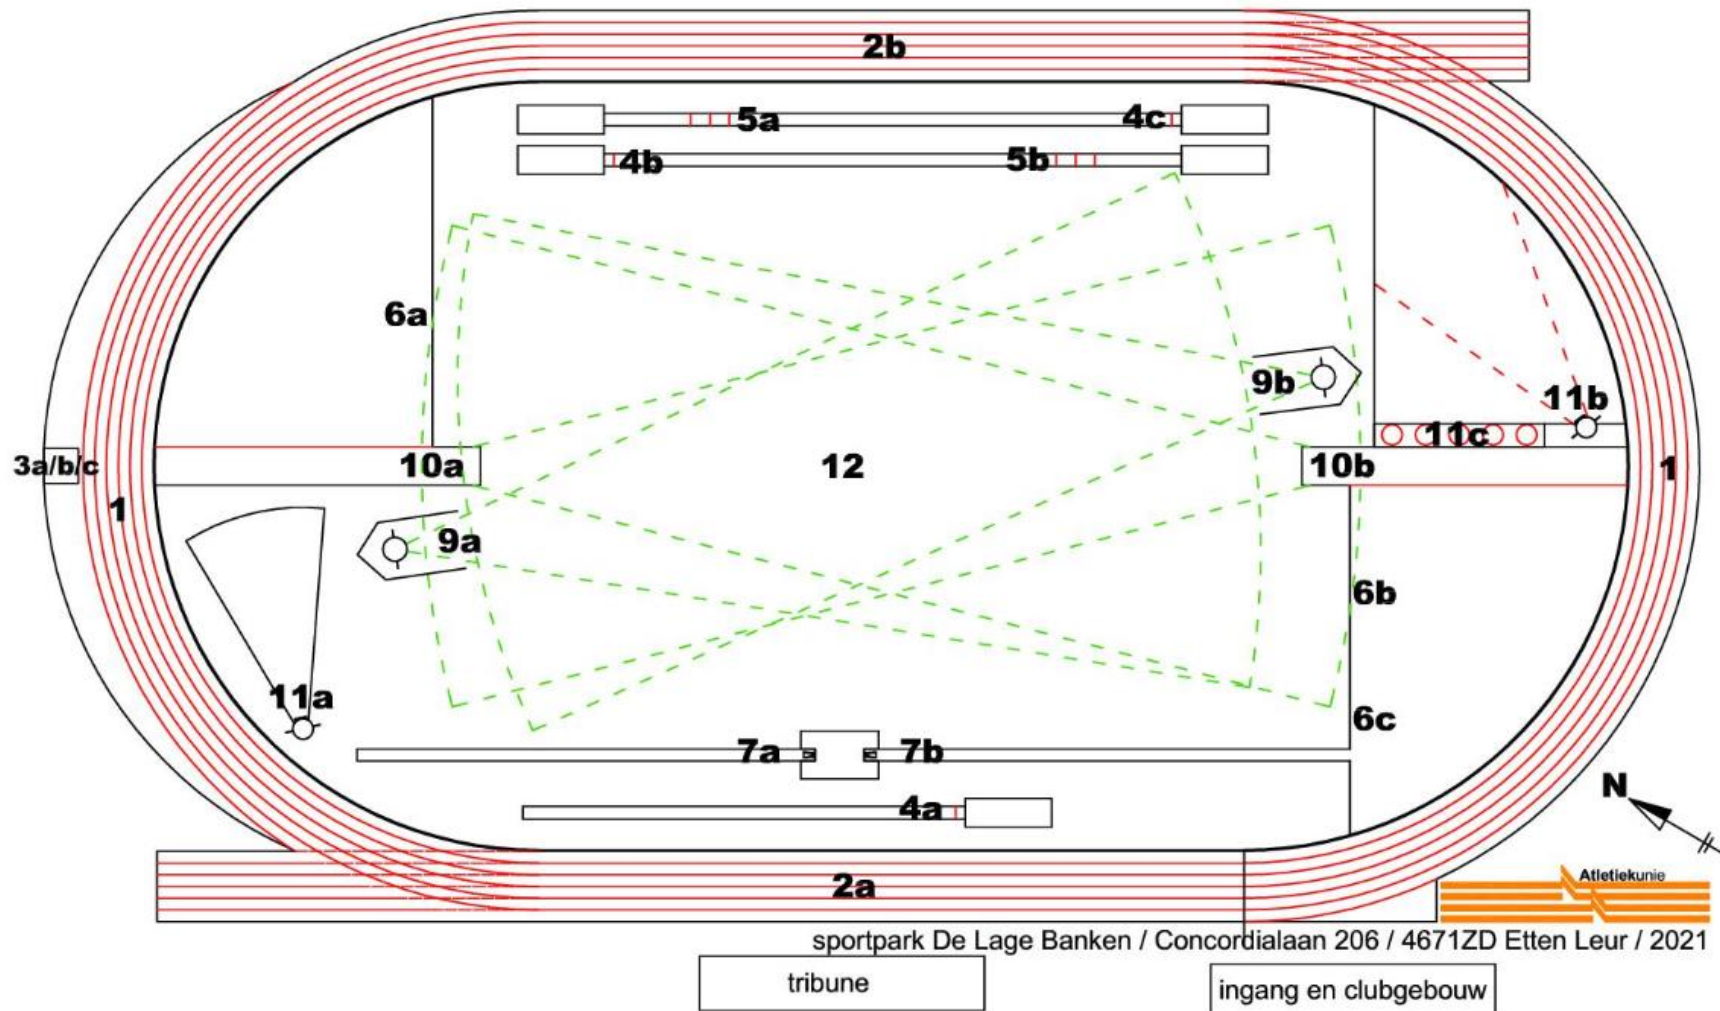 2b
5a
4c
4b
5b
6a
9b
11b
11c
3a/b/c
10a
12
10b
1
1
9a
6b
11a
6c
7a
7b
N
4a
Atletiekunie
2a
sportpark De Lage Banken / Concordialaan 206 / 4671ZD Etten Leur / 2021
tribune
ingang en clubgebouw